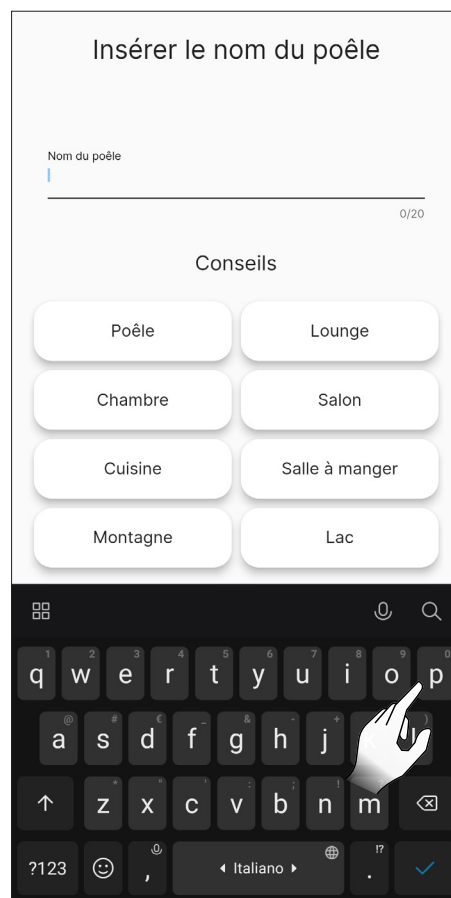 Insérer le nom du poêle
Nom du poêle
0/20
Conseils
Poêle Lounge
Chambre Salon
Cuisine Salle à manger
Montagne Lac
1 2 3 4 5 6 7 8 9 0
q w e r t y u i o p
@ # € _ & - + )
a s d f g h j k l
* " ' : ; ! ?
z x c v b n m
!?
?123 , Italiano .